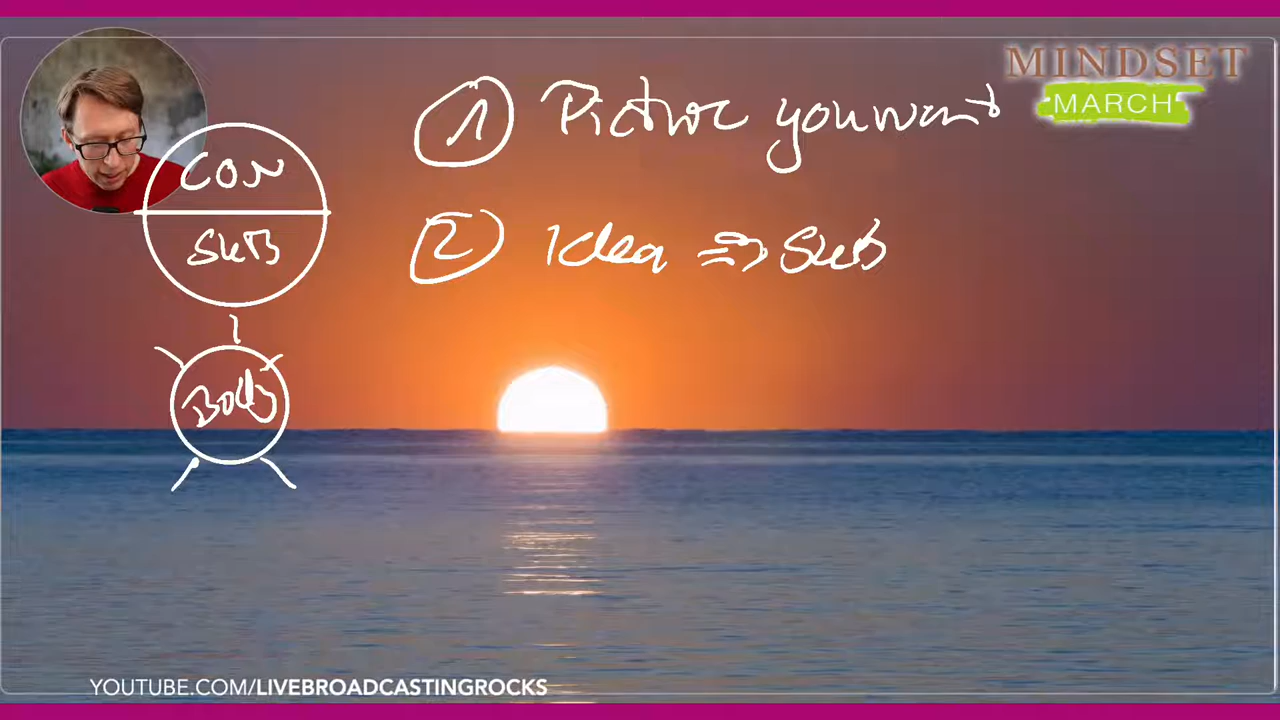 MINDSET
MARCH
1 Picture you want
2 Idea ⇒ Sub
CON
SUB
Body
YOUTUBE.COM/LIVEBROADCASTINGROCKS